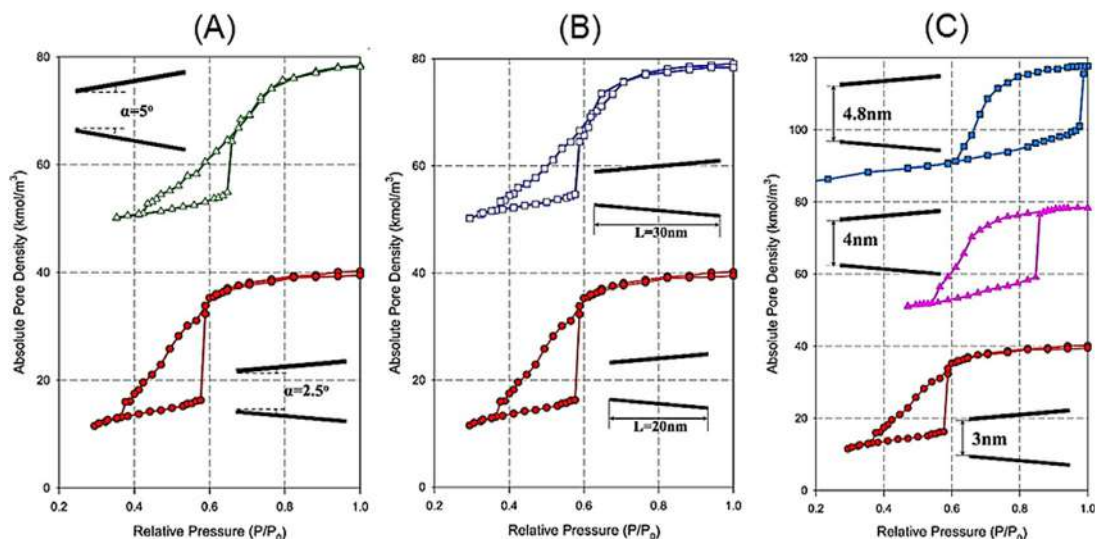 (A)
(B)
(C)
80
60
40
20
0
0.2
0.4
0.6
0.8
1.0
Absolute Pore Density (kmol/m³)
Relative Pressure (P/P₀)
α=5°
α=2.5°
80
60
40
20
0
0.2
0.4
0.6
0.8
1.0
Absolute Pore Density (kmol/m³)
Relative Pressure (P/P₀)
L=30nm
L=20nm
120
100
80
60
40
20
0
0.2
0.4
0.6
0.8
1.0
Absolute Pore Density (kmol/m³)
Relative Pressure (P/P₀)
4.8nm
4nm
3nm